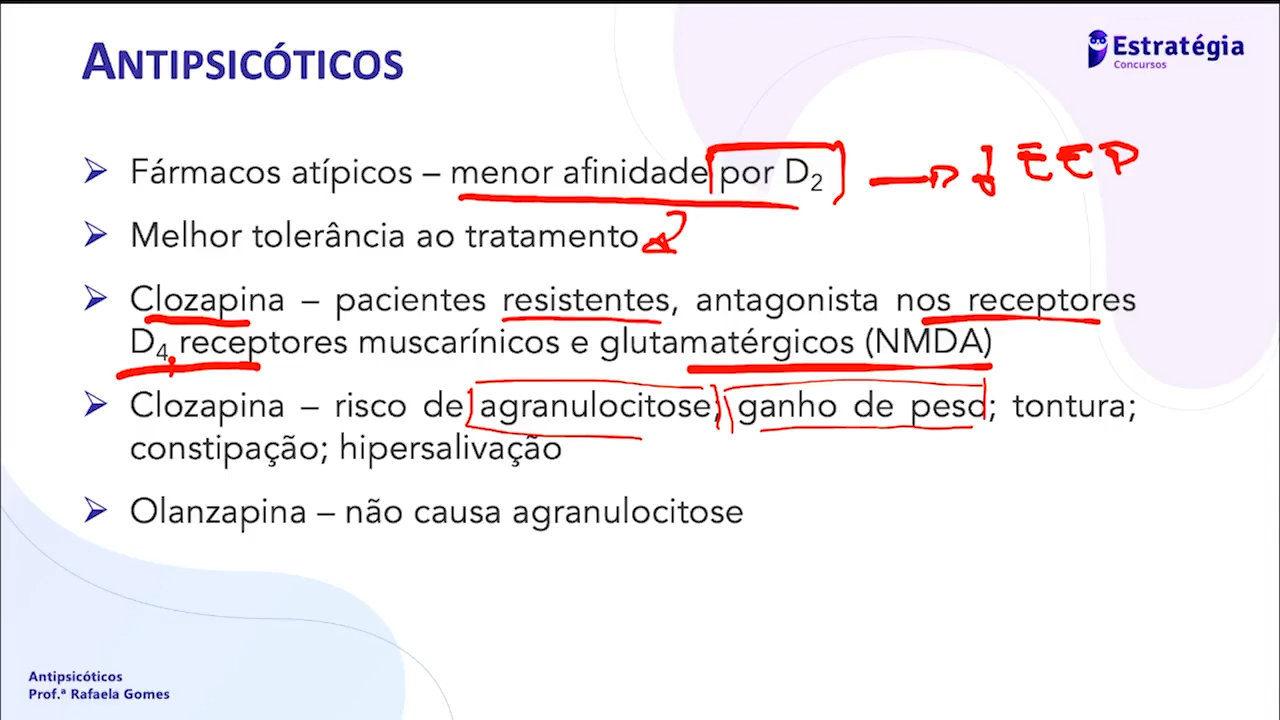 ANTIPSICÓTICOS
Estratégia
Concursos
➢ Fármacos atípicos – menor afinidade por D₂ → ↓ EEP
➢ Melhor tolerância ao tratamento
➢ Clozapina – pacientes resistentes, antagonista nos receptores
D₄, receptores muscarínicos e glutamatérgicos (NMDA)
➢ Clozapina – risco de agranulocitose; ganho de peso; tontura;
constipação; hipersalivação
➢ Olanzapina – não causa agranulocitose
Antipsicóticos
Prof.ª Rafaela Gomes